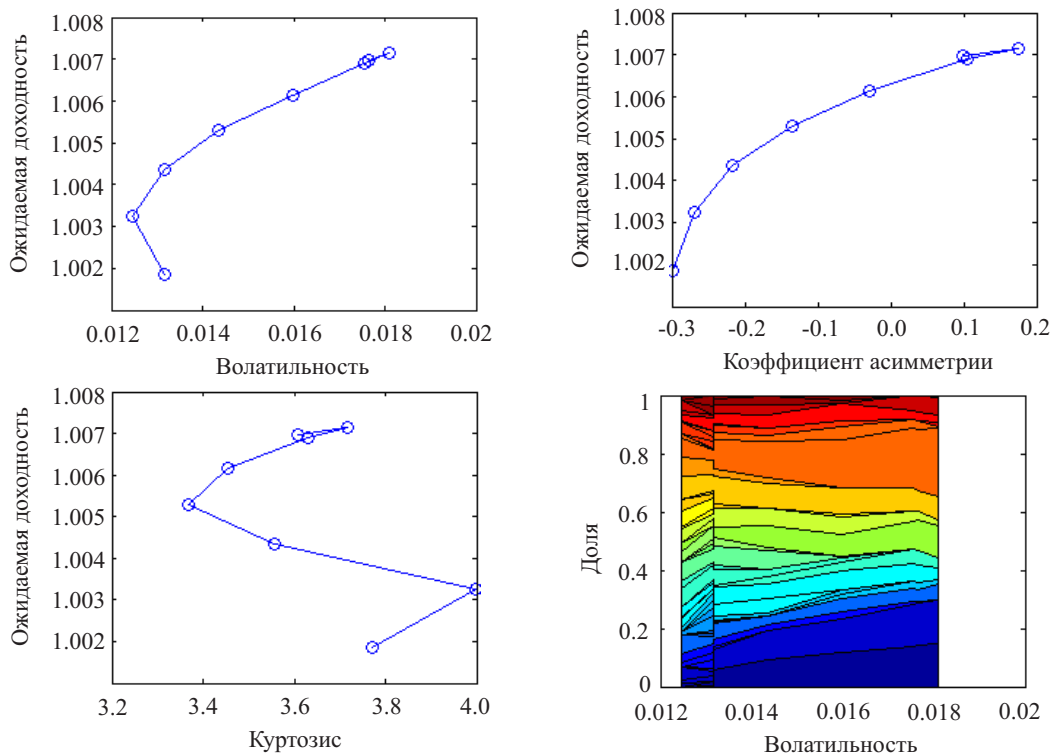 Ожидаемая доходность
1.008
1.007
1.006
1.005
1.004
1.003
1.002
0.012 0.014 0.016 0.018 0.02
Волатильность
Ожидаемая доходность
1.008
1.007
1.006
1.005
1.004
1.003
1.002
-0.3 -0.2 -0.1 0.0 0.1 0.2
Коэффициент асимметрии
Ожидаемая доходность
1.008
1.007
1.006
1.005
1.004
1.003
1.002
3.2 3.4 3.6 3.8 4.0
Куртозис
Доля
1
0.8
0.6
0.4
0.2
0
0.012 0.014 0.016 0.018 0.02
Волатильность